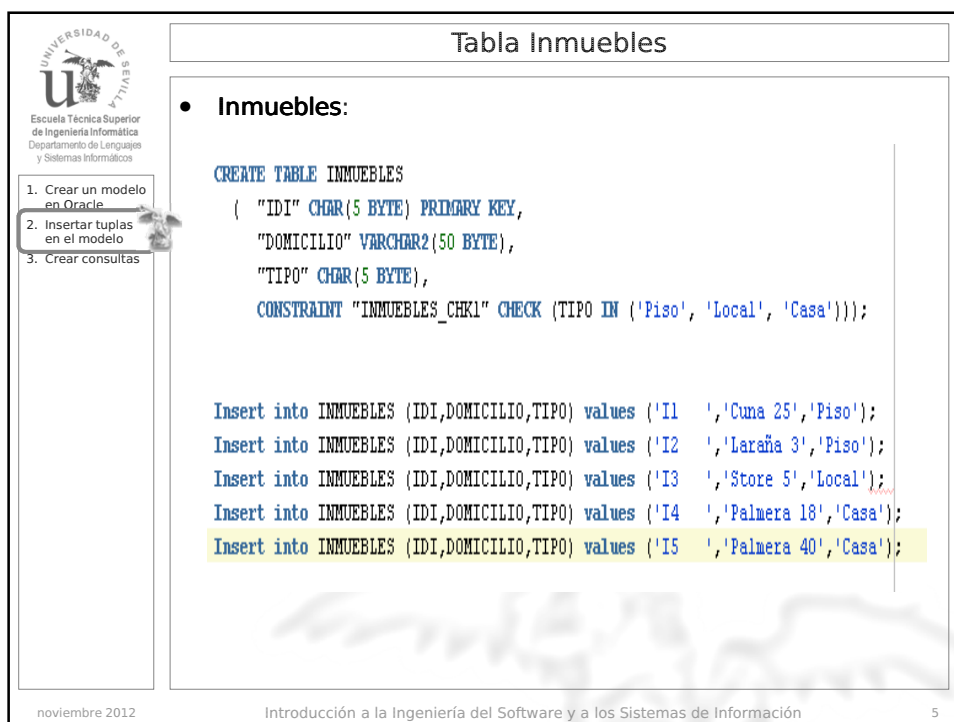 UNIVERSIDAD DE SEVILLA
Escuela Técnica Superior
de Ingeniería Informática
Departamento de Lenguajes
y Sistemas Informáticos
1. Crear un modelo
en Oracle
2. Insertar tuplas
en el modelo
3. Crear consultas
Tabla Inmuebles
• Inmuebles:
CREATE TABLE INMUEBLES
( "IDI" CHAR(5 BYTE) PRIMARY KEY,
"DOMICILIO" VARCHAR2(50 BYTE),
"TIPO" CHAR(5 BYTE),
CONSTRAINT "INMUEBLES_CHK1" CHECK (TIPO IN ('Piso', 'Local', 'Casa')));
Insert into INMUEBLES (IDI,DOMICILIO,TIPO) values ('I1   ','Cuna 25','Piso');
Insert into INMUEBLES (IDI,DOMICILIO,TIPO) values ('I2   ','Laraña 3','Piso');
Insert into INMUEBLES (IDI,DOMICILIO,TIPO) values ('I3   ','Store 5','Local');
Insert into INMUEBLES (IDI,DOMICILIO,TIPO) values ('I4   ','Palmera 18','Casa');
Insert into INMUEBLES (IDI,DOMICILIO,TIPO) values ('I5   ','Palmera 40','Casa');
noviembre 2012
Introducción a la Ingeniería del Software y a los Sistemas de Información
5